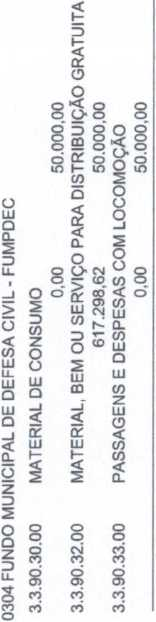 0304 FUNDO MUNICIPAL DE DEFESA CIVIL - FUMPDEC
3.3.90.30.00 MATERIAL DE CONSUMO
0,00 50.000,00
3.3.90.32.00 MATERIAL, BEM OU SERVIÇO PARA DISTRIBUIÇÃO GRATUITA
617.298,62 50.000,00
3.3.90.33.00 PASSAGENS E DESPESAS COM LOCOMOÇÃO
0,00 50.000,00